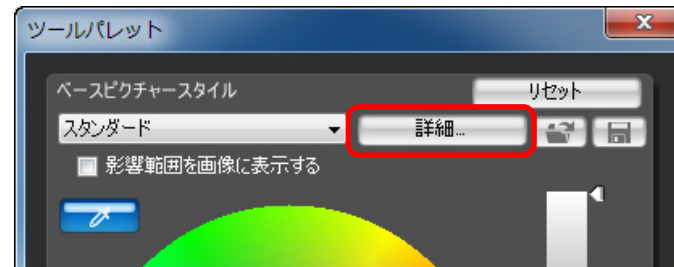 ツールパレット
ベースピクチャースタイル
リセット
スタンダード
詳細...
影響範囲を画像に表示する